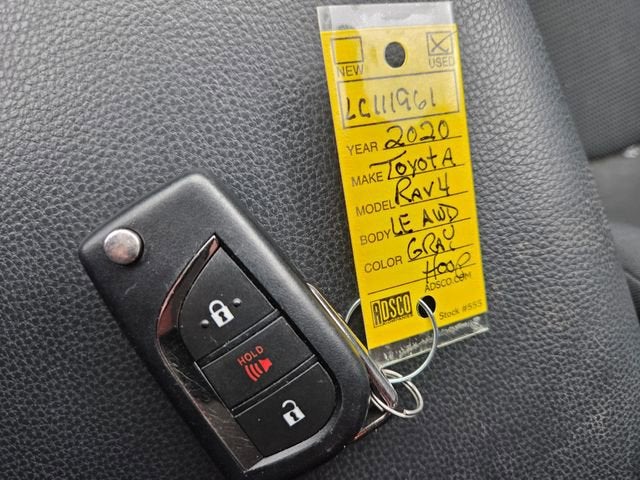 NEW USED
LC111961
YEAR 2020
MAKE ToyotA
MODEL RAV4
BODY LE AWD
COLOR GRAY
ADSCO.COM
ADSCO Stock #555
HOLD